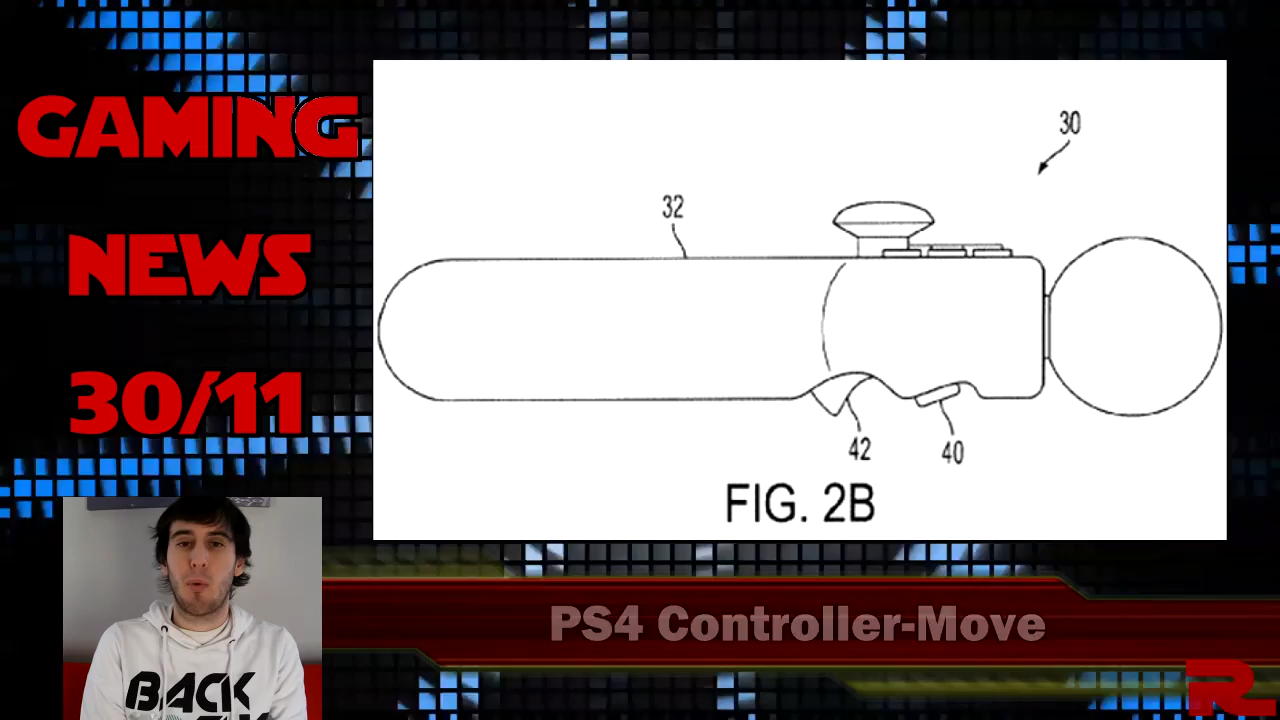 GAMING
NEWS
30/11
30
32
42
40
FIG. 2B
PS4 Controller-Move
BACK
R